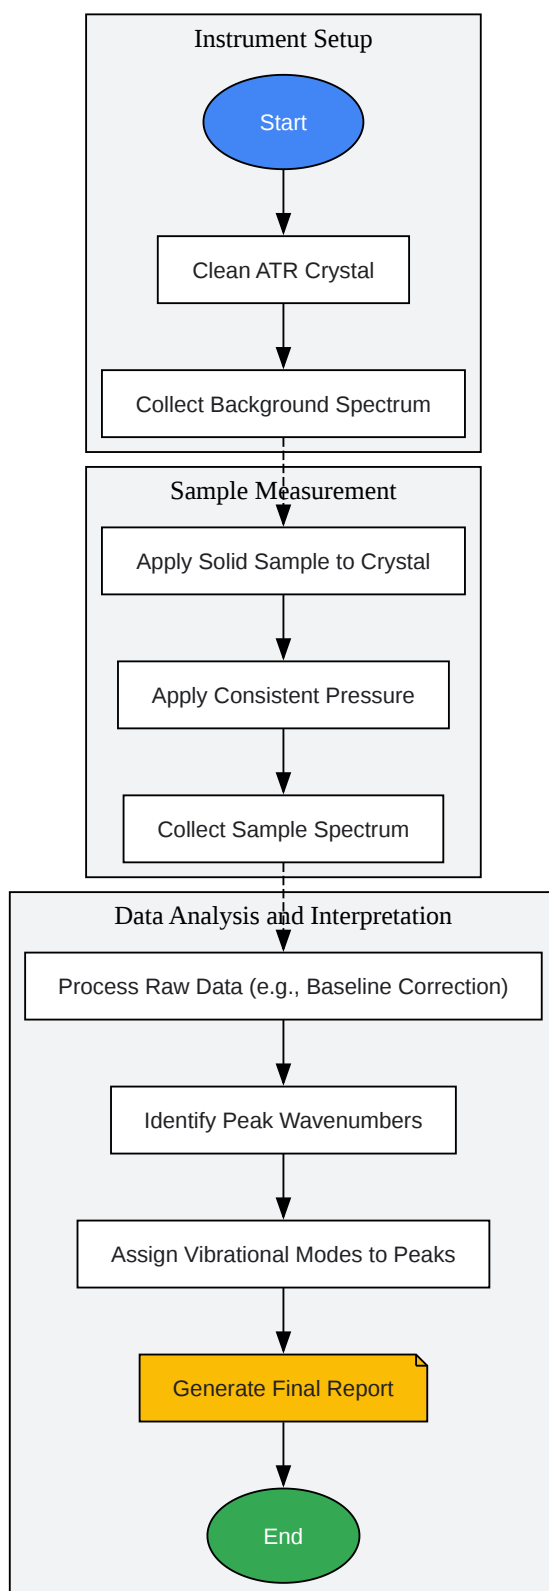 Instrument Setup
Start
Clean ATR Crystal
Collect Background Spectrum
Sample Measurement
Apply Solid Sample to Crystal
Apply Consistent Pressure
Collect Sample Spectrum
Data Analysis and Interpretation
Process Raw Data (e.g., Baseline Correction)
Identify Peak Wavenumbers
Assign Vibrational Modes to Peaks
Generate Final Report
End